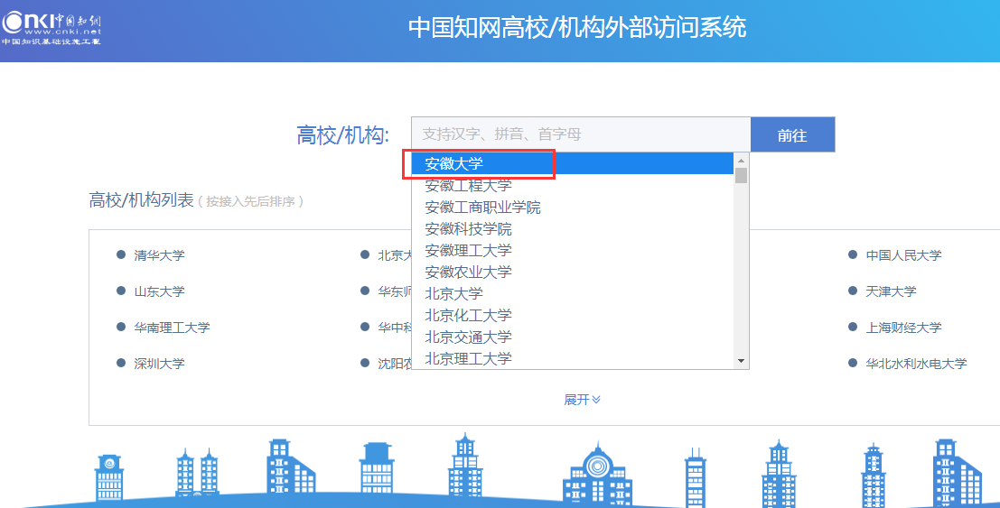 cnki中国知网
www.cnki.net
中国知识基础设施工程
中国知网高校/机构外部访问系统
高校/机构:
支持汉字、拼音、首字母
前往
安徽大学
安徽工程大学
安徽工商职业学院
安徽科技学院
安徽理工大学
安徽农业大学
北京大学
北京化工大学
北京交通大学
北京理工大学
高校/机构列表 ( 按接入先后排序 )
清华大学
北京大
中国人民大学
山东大学
华东师
天津大学
华南理工大学
华中科
上海财经大学
深圳大学
沈阳农
华北水利水电大学
展开